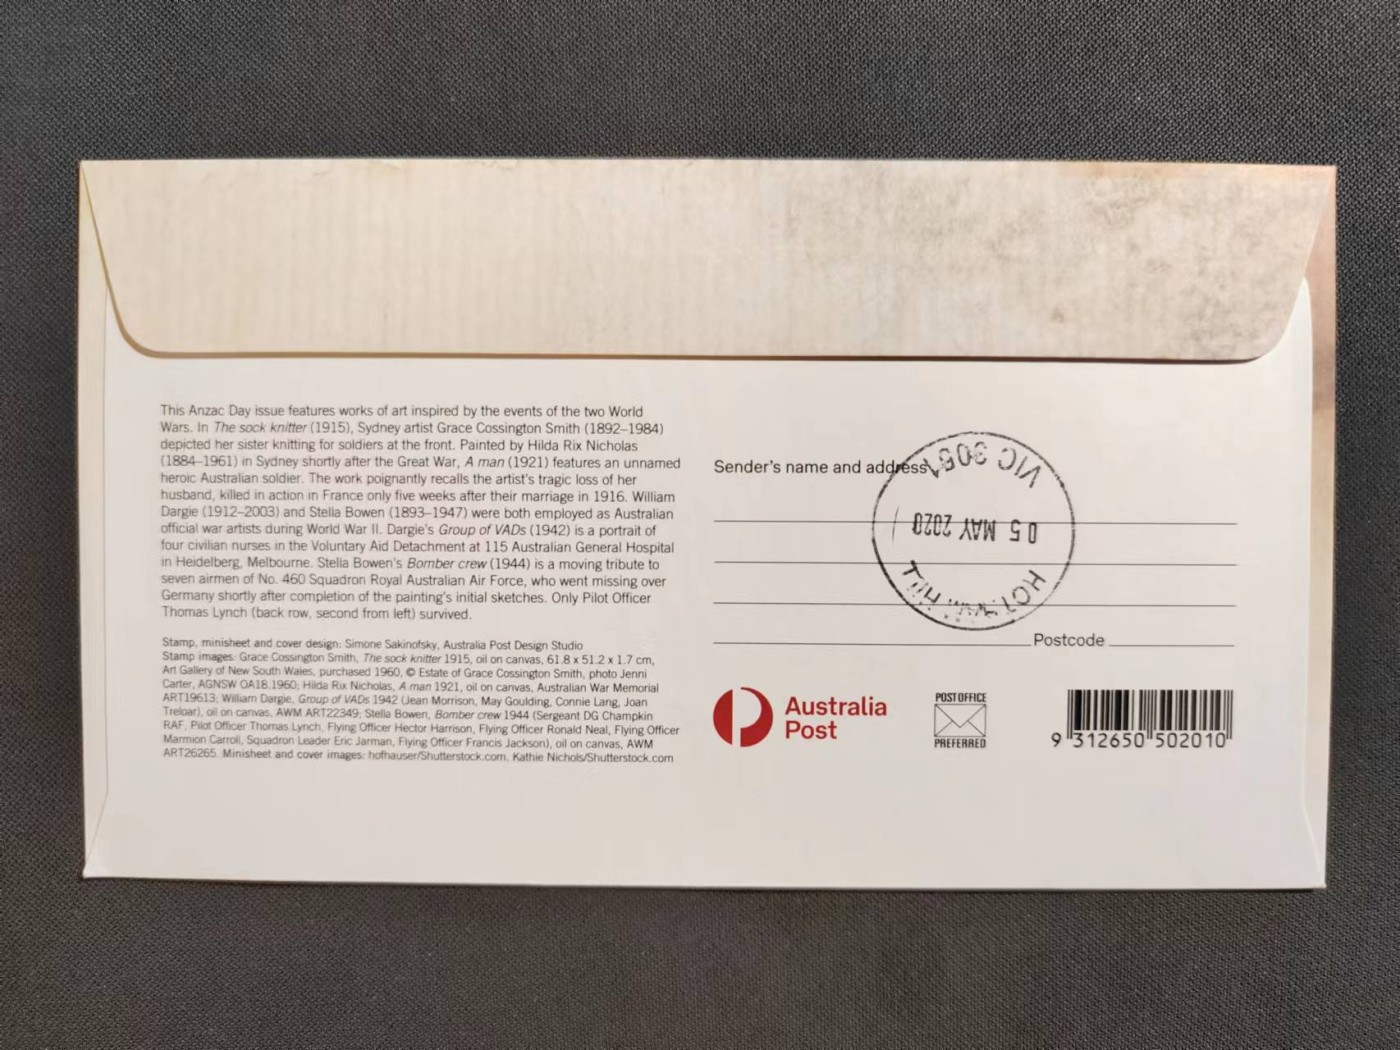 This Anzac Day issue features works of art inspired by the events of the two World
Wars. In The sock knitter (1915), Sydney artist Grace Cossington Smith (1892–1984)
depicted her sister knitting for soldiers at the front. Painted by Hilda Rix Nicholas
(1884–1961) in Sydney shortly after the Great War, A man (1921) features an unnamed
heroic Australian soldier. The work poignantly recalls the artist's tragic loss of her
husband, killed in action in France only five weeks after their marriage in 1916. William
Dargie (1912–2003) and Stella Bowen (1893–1947) were both employed as Australian
official war artists during World War II. Dargie's Group of VADs (1942) is a portrait of
four civilian nurses in the Voluntary Aid Detachment at 115 Australian General Hospital
in Heidelberg, Melbourne. Stella Bowen's Bomber crew (1944) is a moving tribute to
seven airmen of No. 460 Squadron Royal Australian Air Force, who went missing over
Germany shortly after completion of the painting's initial sketches. Only Pilot Officer
Thomas Lynch (back row, second from left) survived.
Stamp, minisheet and cover design: Simone Sakinofsky, Australia Post Design Studio
Stamp images: Grace Cossington Smith, The sock knitter 1915, oil on canvas, 61.8 x 51.2 x 1.7 cm,
Art Gallery of New South Wales, purchased 1960, © Estate of Grace Cossington Smith, photo Jenni
Carter, AGNSW OA18.1960; Hilda Rix Nicholas, A man 1921, oil on canvas, Australian War Memorial
ART19613; William Dargie, Group of VADs 1942 (Jean Morrison, May Goulding, Connie Lang, Joan
Treloar), oil on canvas, AWM ART22349; Stella Bowen, Bomber crew 1944 (Sergeant DG Champkin
RAF, Pilot Officer Thomas Lynch, Flying Officer Hector Harrison, Flying Officer Ronald Neal, Flying Officer
Marmion Carroll, Squadron Leader Eric Jarman, Flying Officer Francis Jackson), oil on canvas, AWM
ART26265. Minisheet and cover images: hofhauser/Shutterstock.com, Kathie Nichols/Shutterstock.com
Sender's name and address
VIC 3051
05 MAY 2020
Postcode
Australia
Post
POST OFFICE
PREFERRED
9 312650 502010